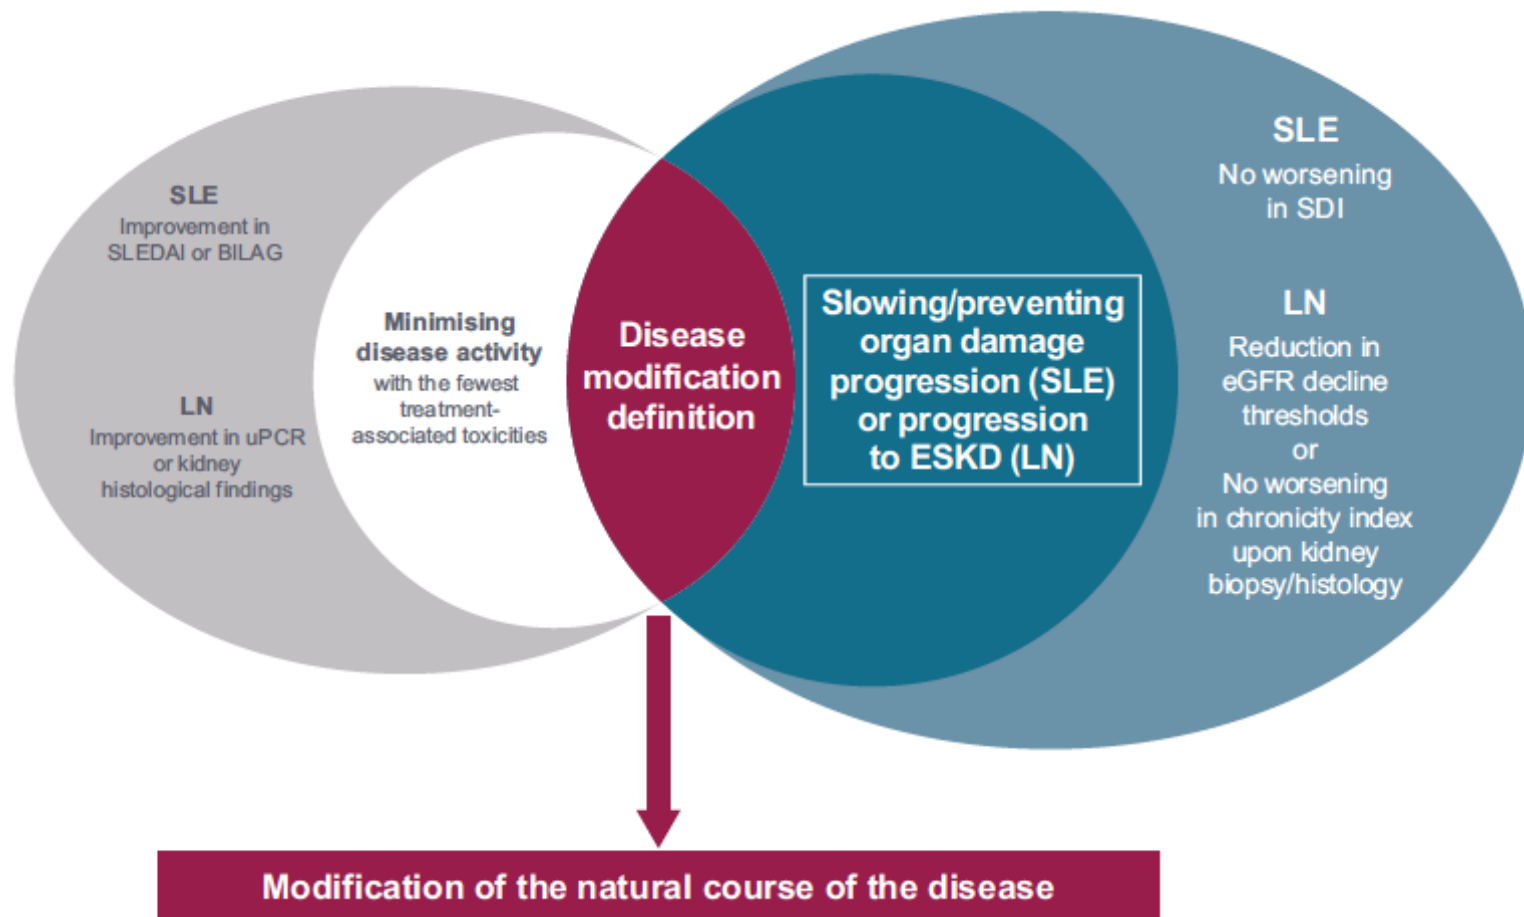 SLE
Improvement in
SLEDAI or BILAG
LN
Improvement in uPCR
or kidney
histological findings
Minimising
disease activity
with the fewest
treatment-
associated toxicities
Disease
modification
definition
Slowing/preventing
organ damage
progression (SLE)
or progression
to ESKD (LN)
SLE
No worsening
in SDI
LN
Reduction in
eGFR decline
thresholds
or
No worsening
in chronicity index
upon kidney
biopsy/histology
Modification of the natural course of the disease